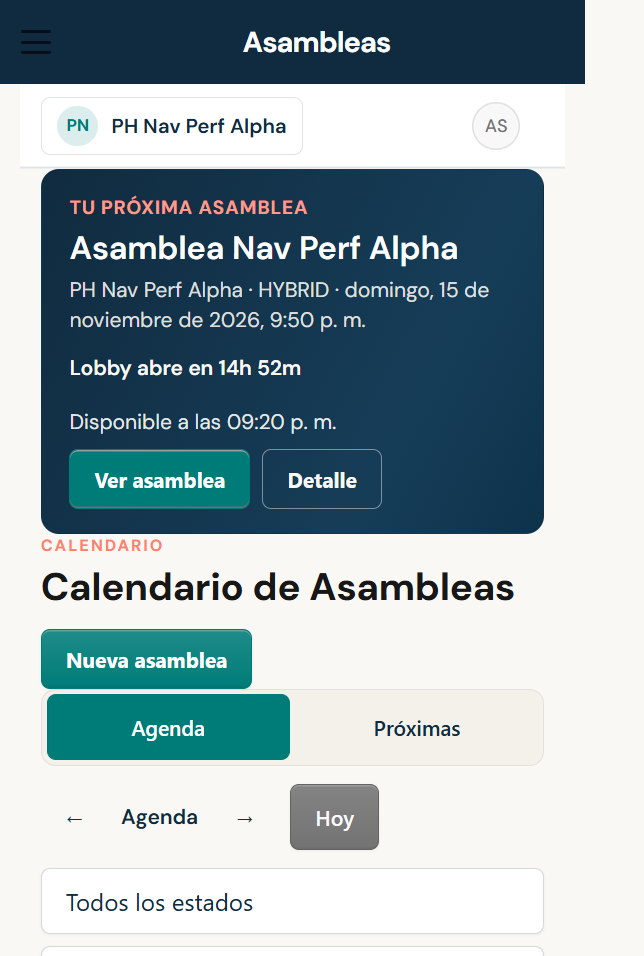 Asambleas
PN PH Nav Perf Alpha
AS
TU PRÓXIMA ASAMBLEA
Asamblea Nav Perf Alpha
PH Nav Perf Alpha · HYBRID · domingo, 15 de
noviembre de 2026, 9:50 p. m.
Lobby abre en 14h 52m
Disponible a las 09:20 p. m.
Ver asamblea
Detalle
CALENDARIO
Calendario de Asambleas
Nueva asamblea
Agenda
Próximas
← Agenda →
Hoy
Todos los estados